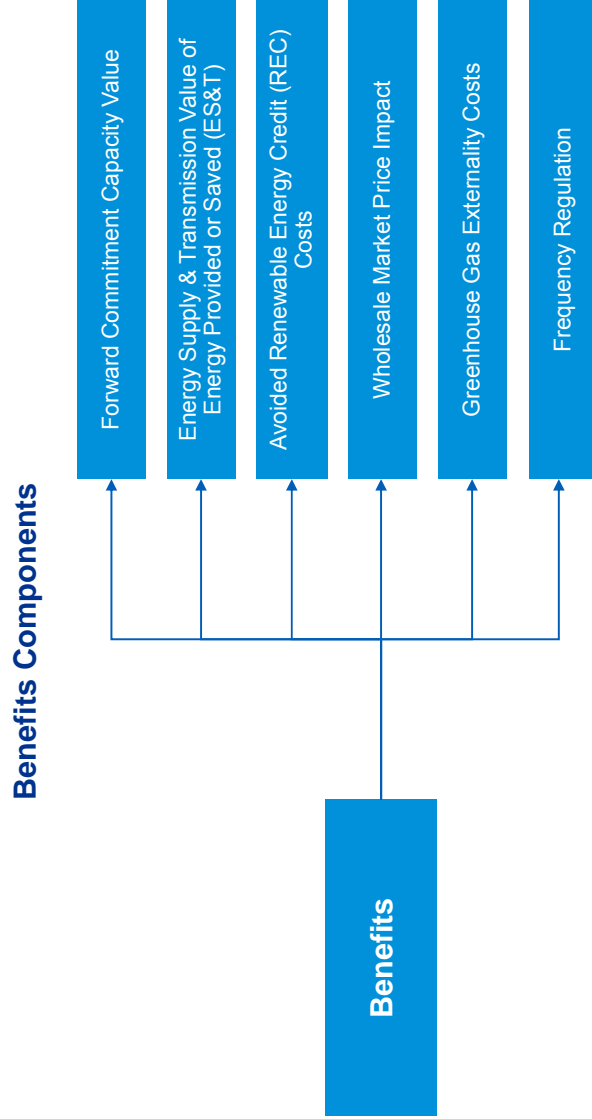 Benefits Components
Benefits
Forward Commitment Capacity Value
Energy Supply & Transmission Value of
Energy Provided or Saved (ES&T)
Avoided Renewable Energy Credit (REC)
Costs
Wholesale Market Price Impact
Greenhouse Gas Externality Costs
Frequency Regulation